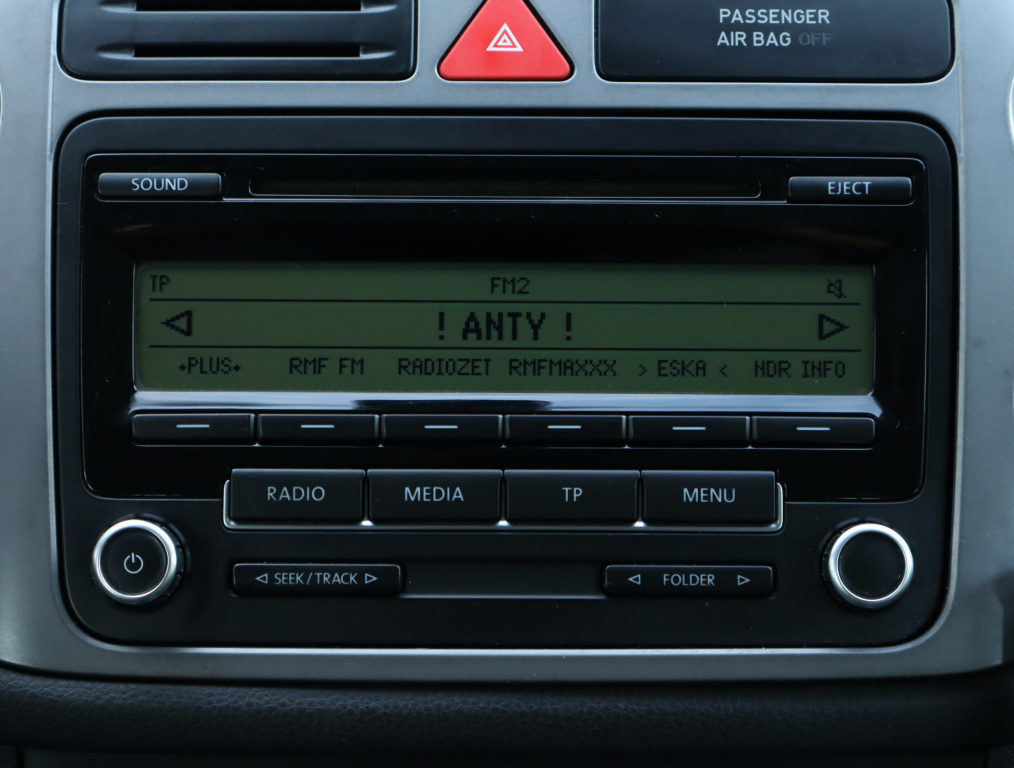 PASSENGER
AIR BAG OFF
SOUND
EJECT
TP FM2
! ANTY !
+PLUS+ RMF FM RADIOZET RMFMAXXX > ESKA < NDR INFO
RADIO MEDIA TP MENU
SEEK/TRACK FOLDER